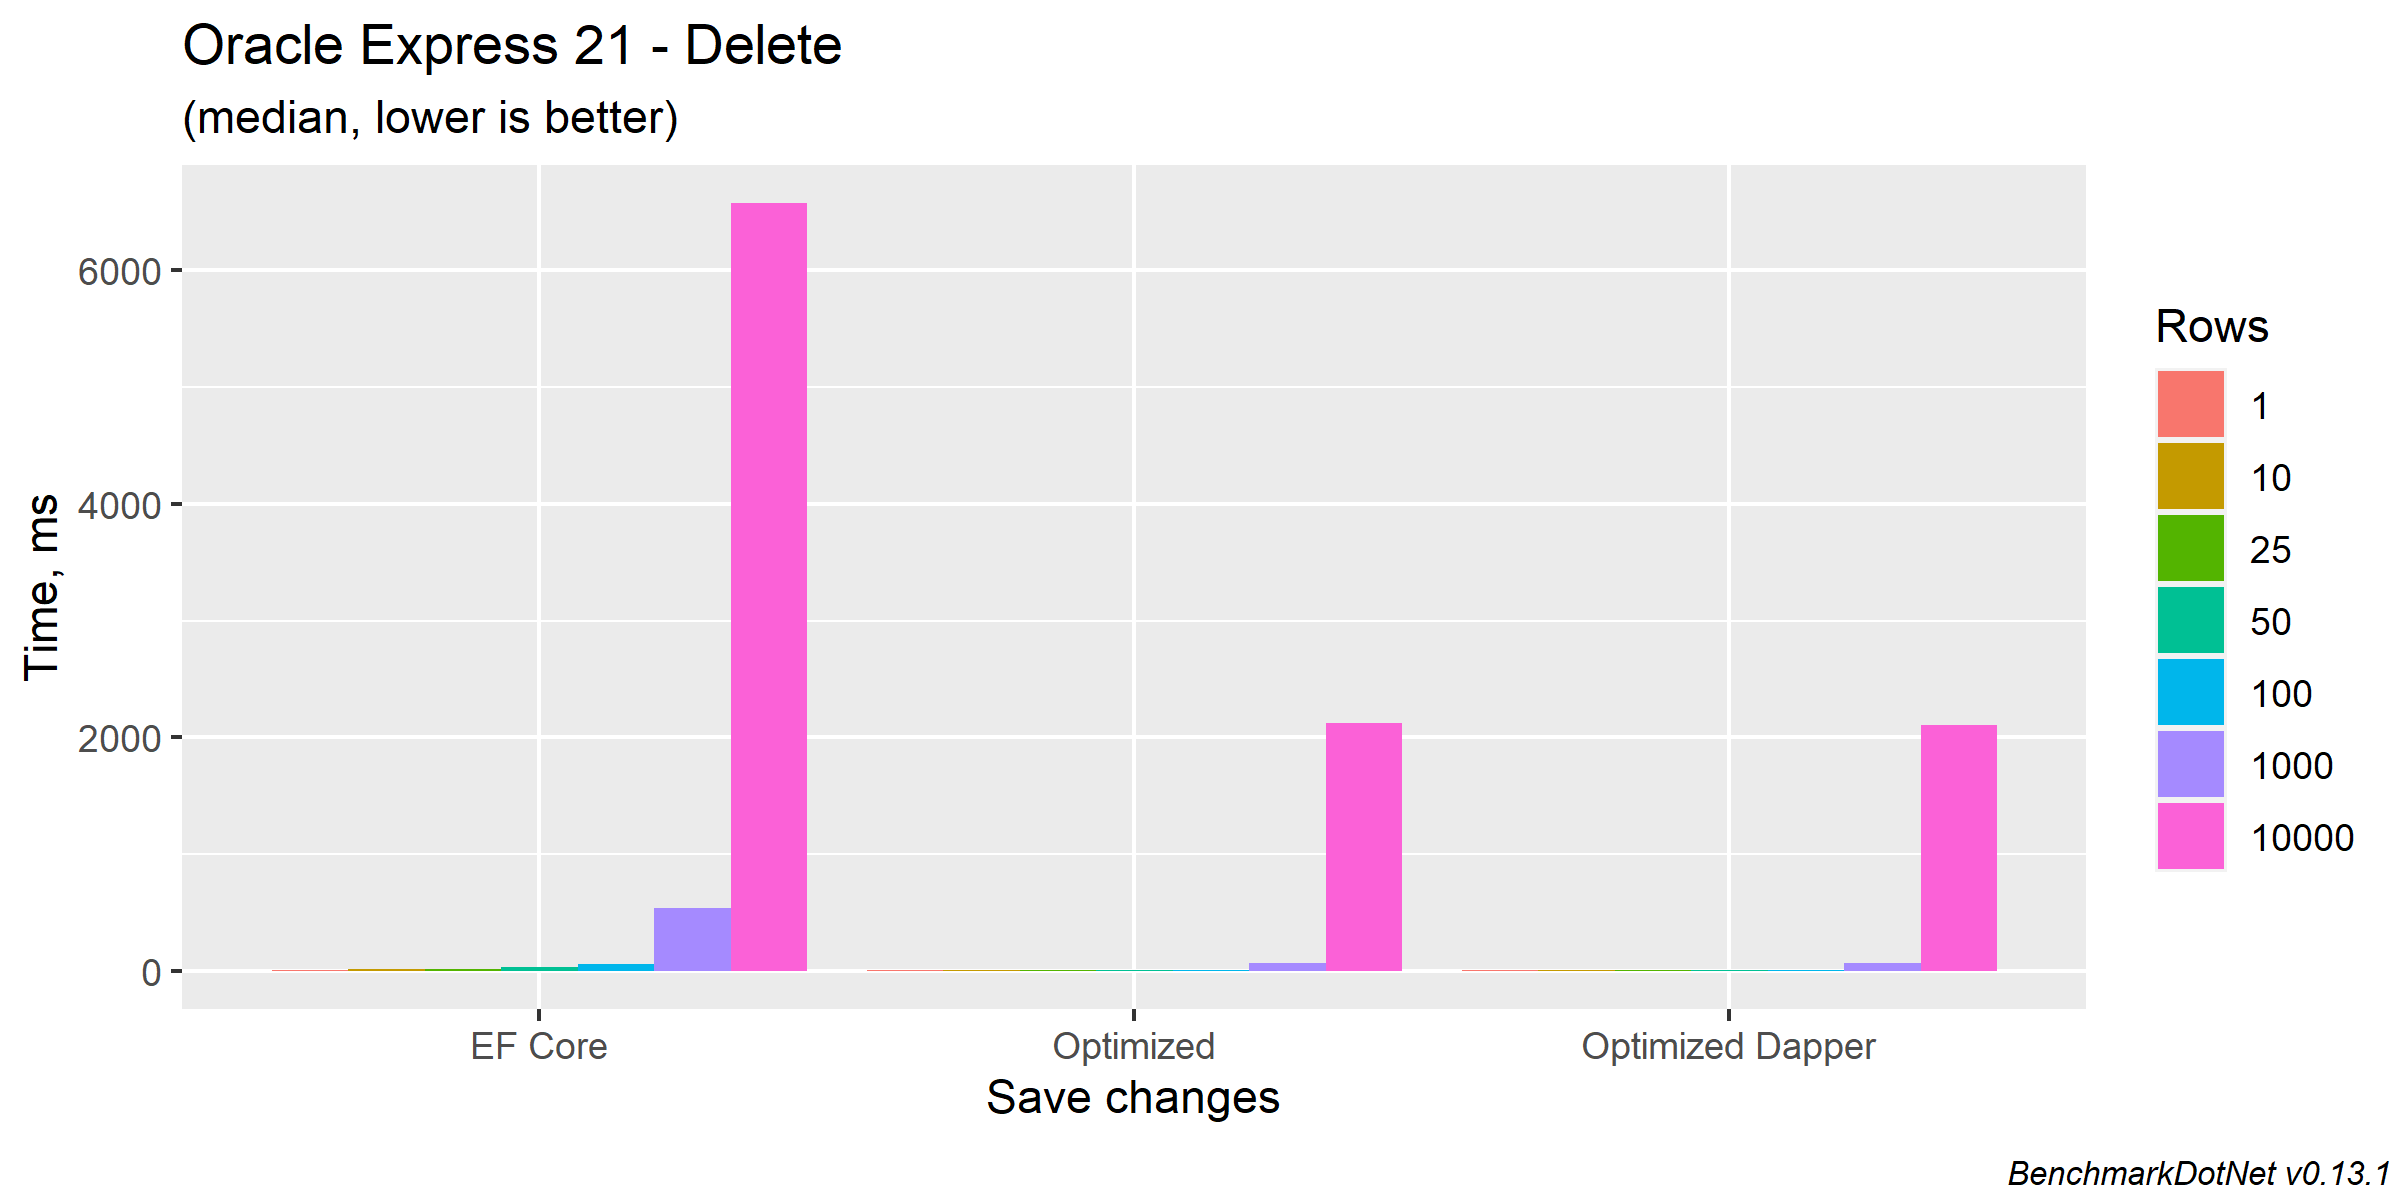 Oracle Express 21 - Delete
(median, lower is better)
Time, ms
6000
4000
2000
0
EF Core
Optimized
Optimized Dapper
Save changes
Rows
1
10
25
50
100
1000
10000
BenchmarkDotNet v0.13.1